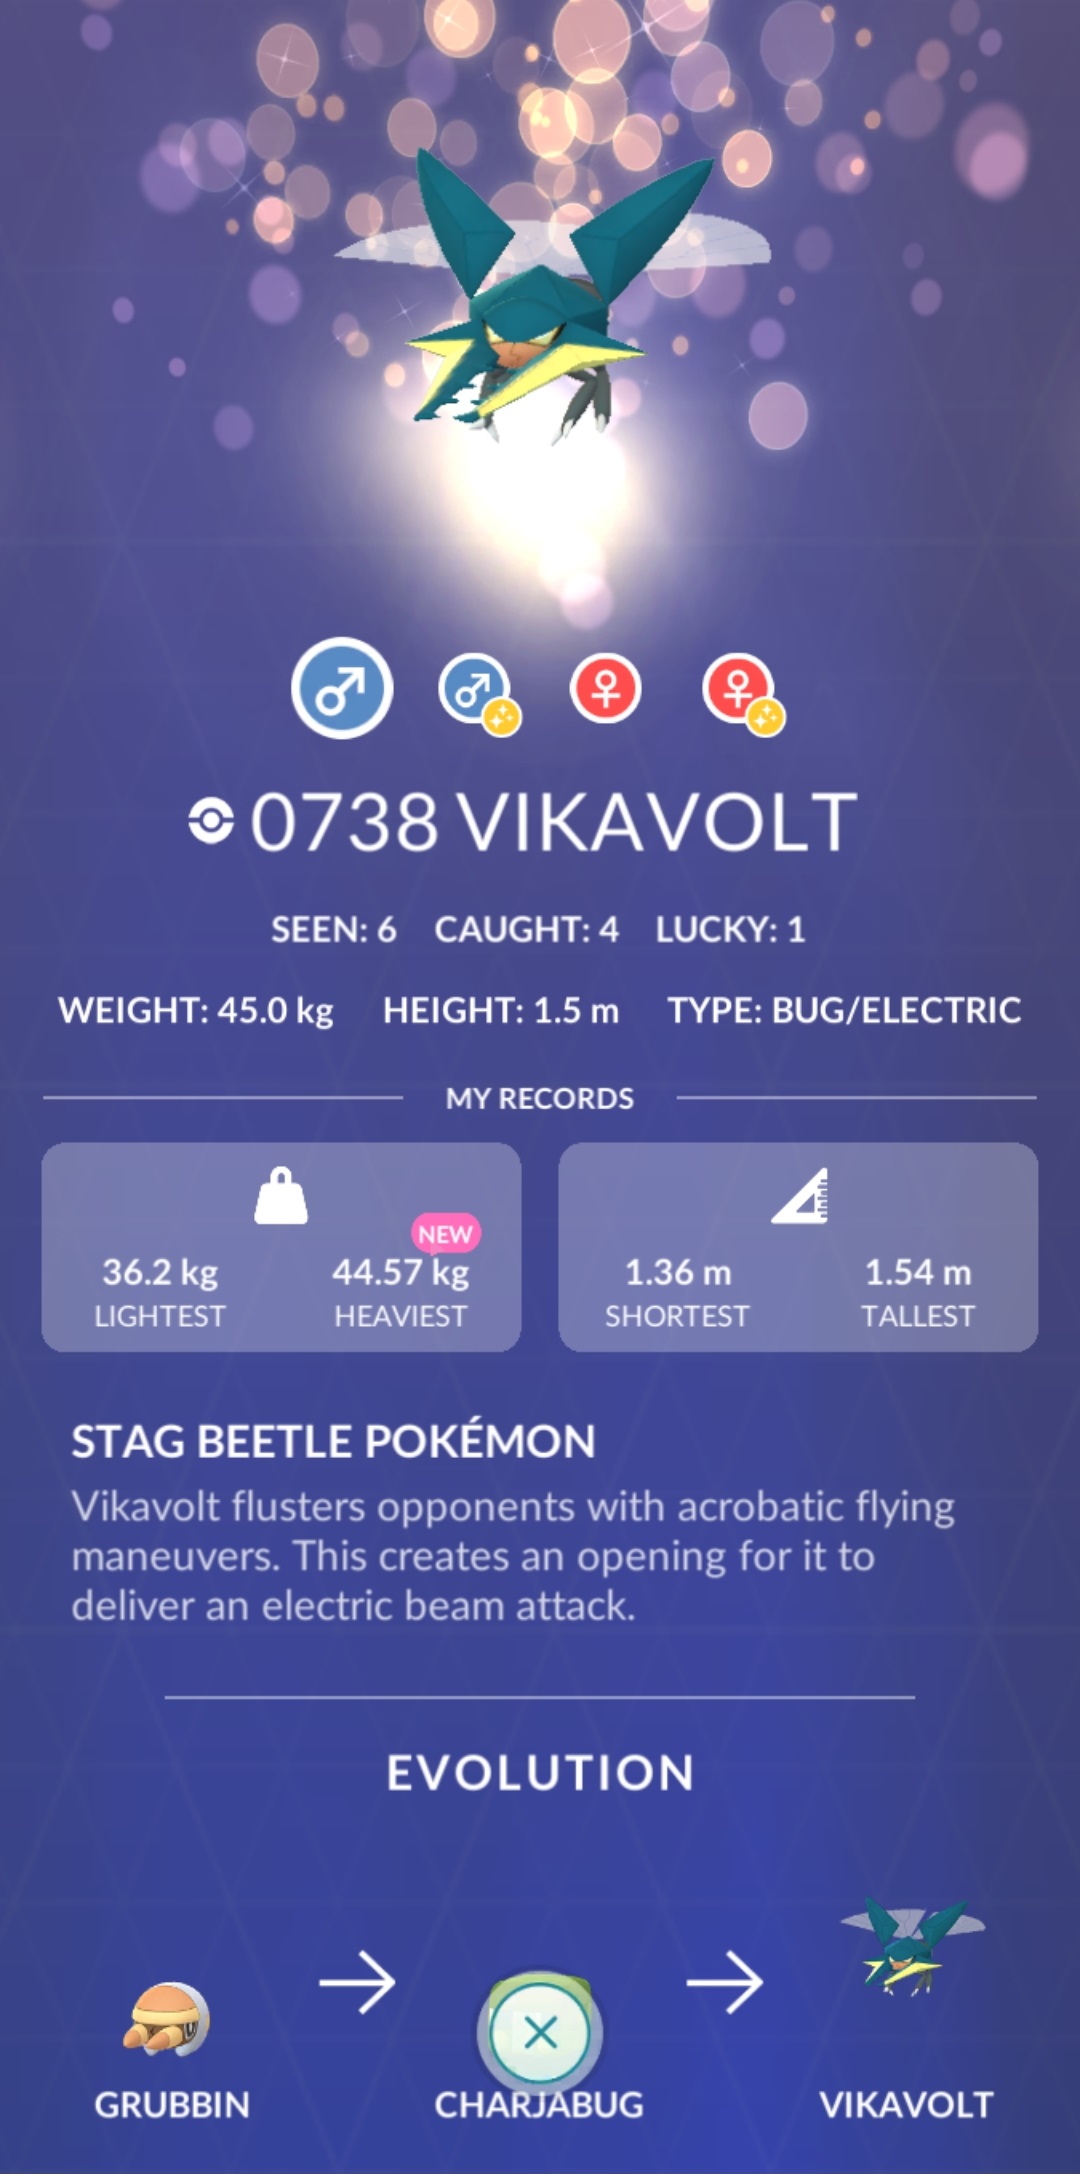 0738 VIKAVOLT
SEEN: 6 CAUGHT: 4 LUCKY: 1
WEIGHT: 45.0 kg HEIGHT: 1.5 m TYPE: BUG/ELECTRIC
MY RECORDS
NEW
36.2 kg 44.57 kg 1.36 m 1.54 m
LIGHTEST HEAVIEST SHORTEST TALLEST
STAG BEETLE POKÉMON
Vikavolt flusters opponents with acrobatic flying
maneuvers. This creates an opening for it to
deliver an electric beam attack.
EVOLUTION
GRUBBIN CHARJABUG VIKAVOLT